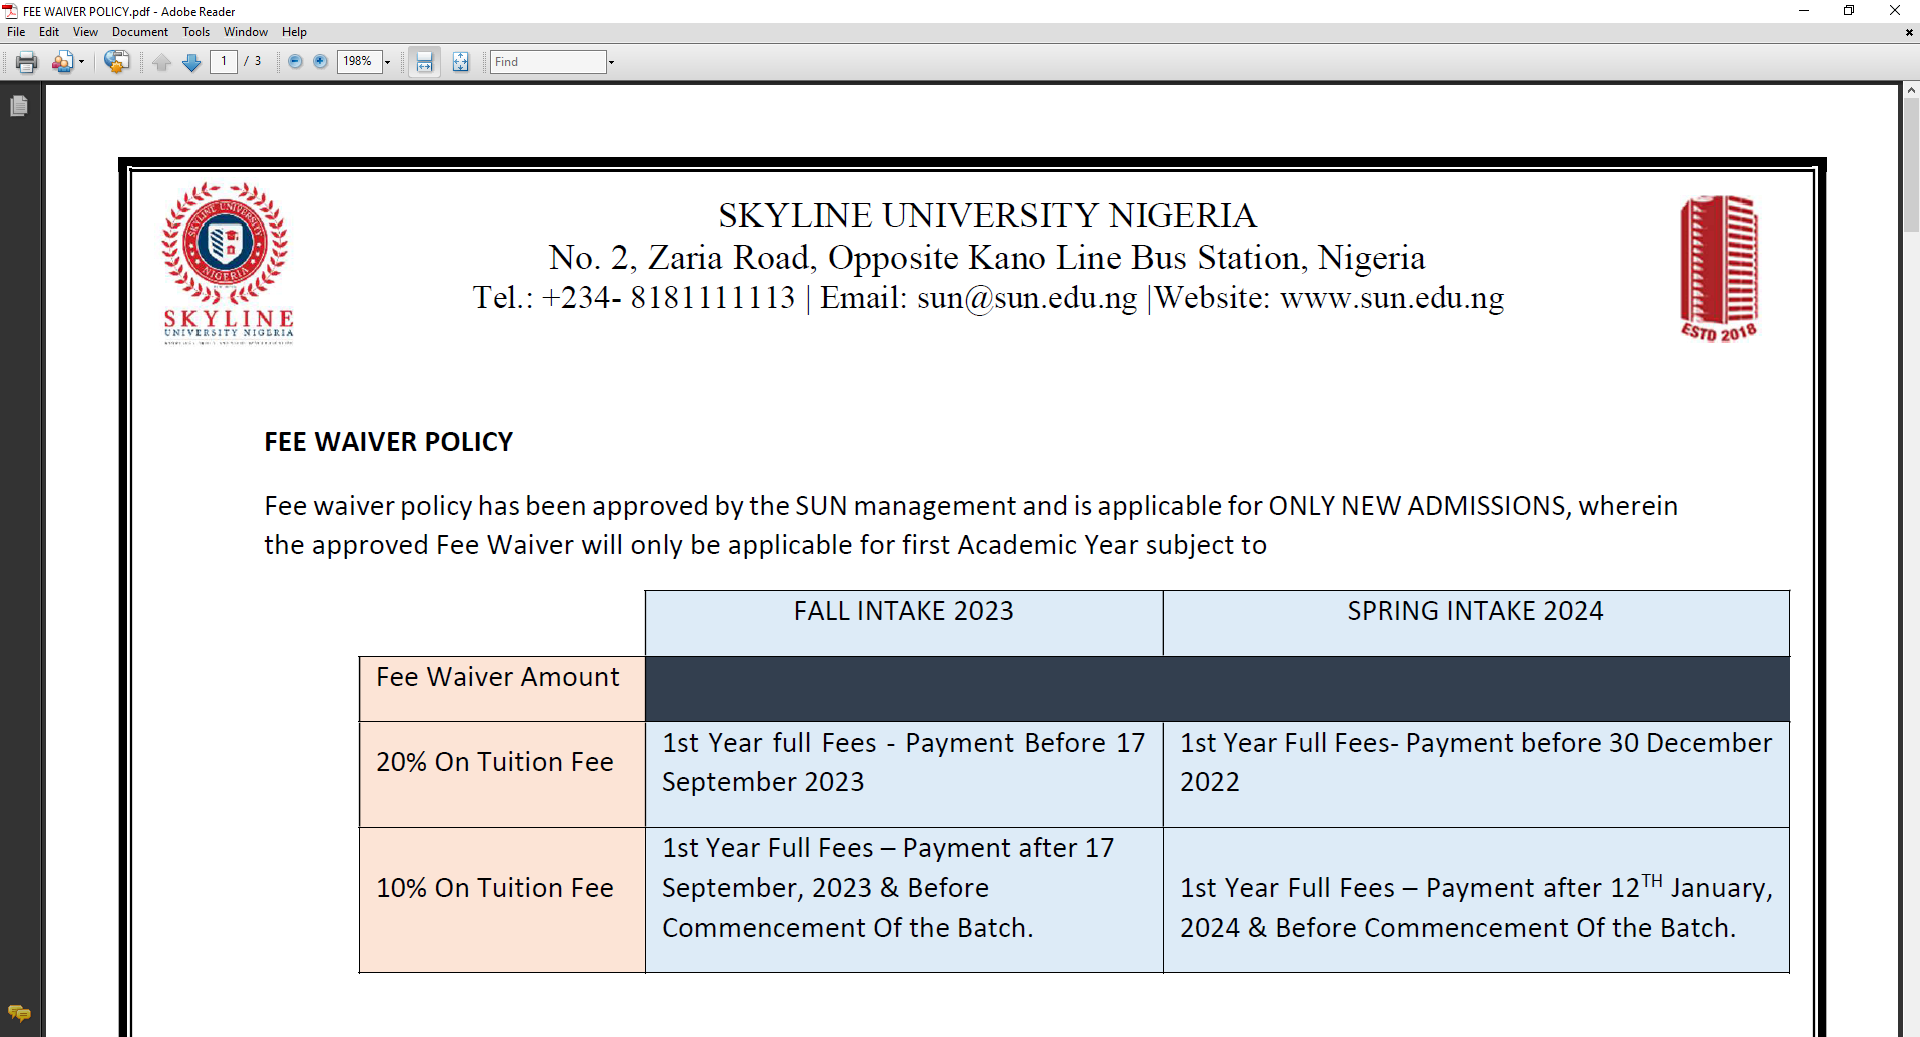 FEE WAIVER POLICY.pdf - Adobe Reader
File Edit View Document Tools Window Help
1 / 3 198% Find
SKYLINE UNIVERSITY
NIGERIA
SKYLINE
UNIVERSITY NIGERIA
SKYLINE UNIVERSITY NIGERIA
No. 2, Zaria Road, Opposite Kano Line Bus Station, Nigeria
Tel.: +234- 8181111113 | Email: sun@sun.edu.ng |Website: www.sun.edu.ng
ESTD 2018
FEE WAIVER POLICY
Fee waiver policy has been approved by the SUN management and is applicable for ONLY NEW ADMISSIONS, wherein
the approved Fee Waiver will only be applicable for first Academic Year subject to
FALL INTAKE 2023
SPRING INTAKE 2024
Fee Waiver Amount
20% On Tuition Fee
1st Year full Fees - Payment Before 17
September 2023
1st Year Full Fees- Payment before 30 December
2022
10% On Tuition Fee
1st Year Full Fees – Payment after 17
September, 2023 & Before
Commencement Of the Batch.
1st Year Full Fees – Payment after 12TH January,
2024 & Before Commencement Of the Batch.